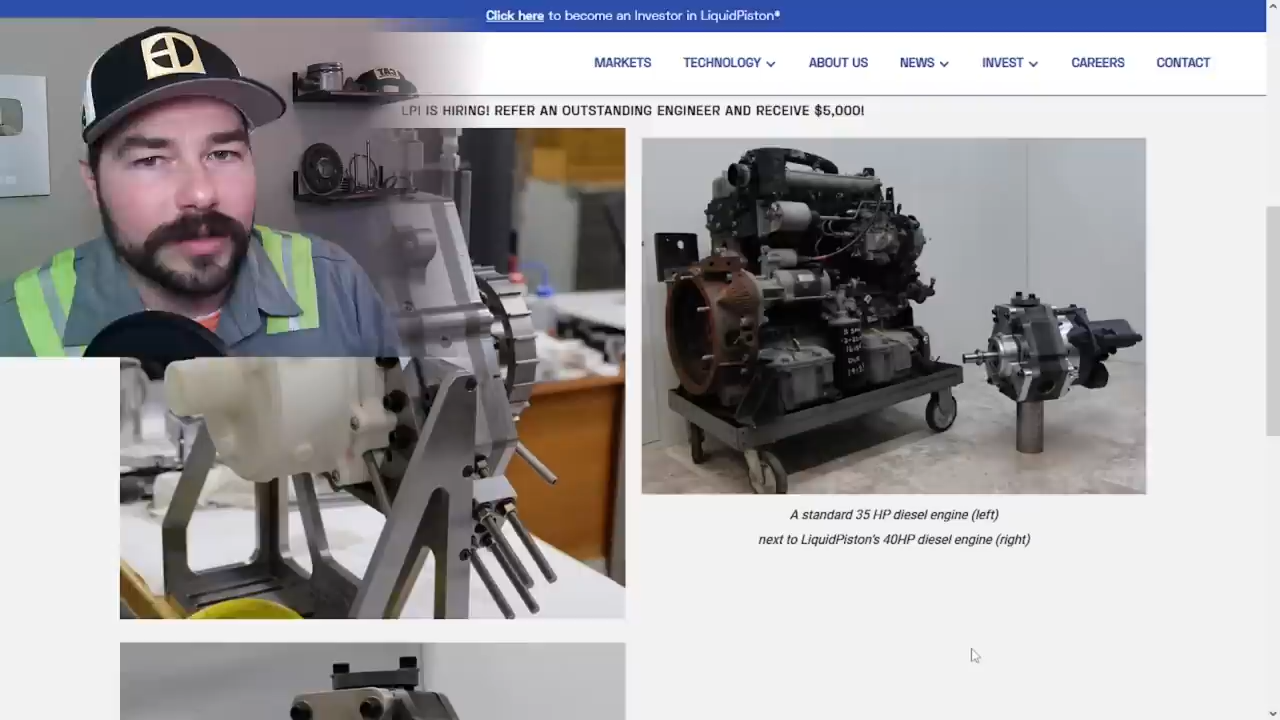 Click here to become an Investor in LiquidPiston®
MARKETS TECHNOLOGY ABOUT US NEWS INVEST CAREERS CONTACT
LPI IS HIRING! REFER AN OUTSTANDING ENGINEER AND RECEIVE $5,000!
A standard 35 HP diesel engine (left)
next to LiquidPiston's 40HP diesel engine (right)